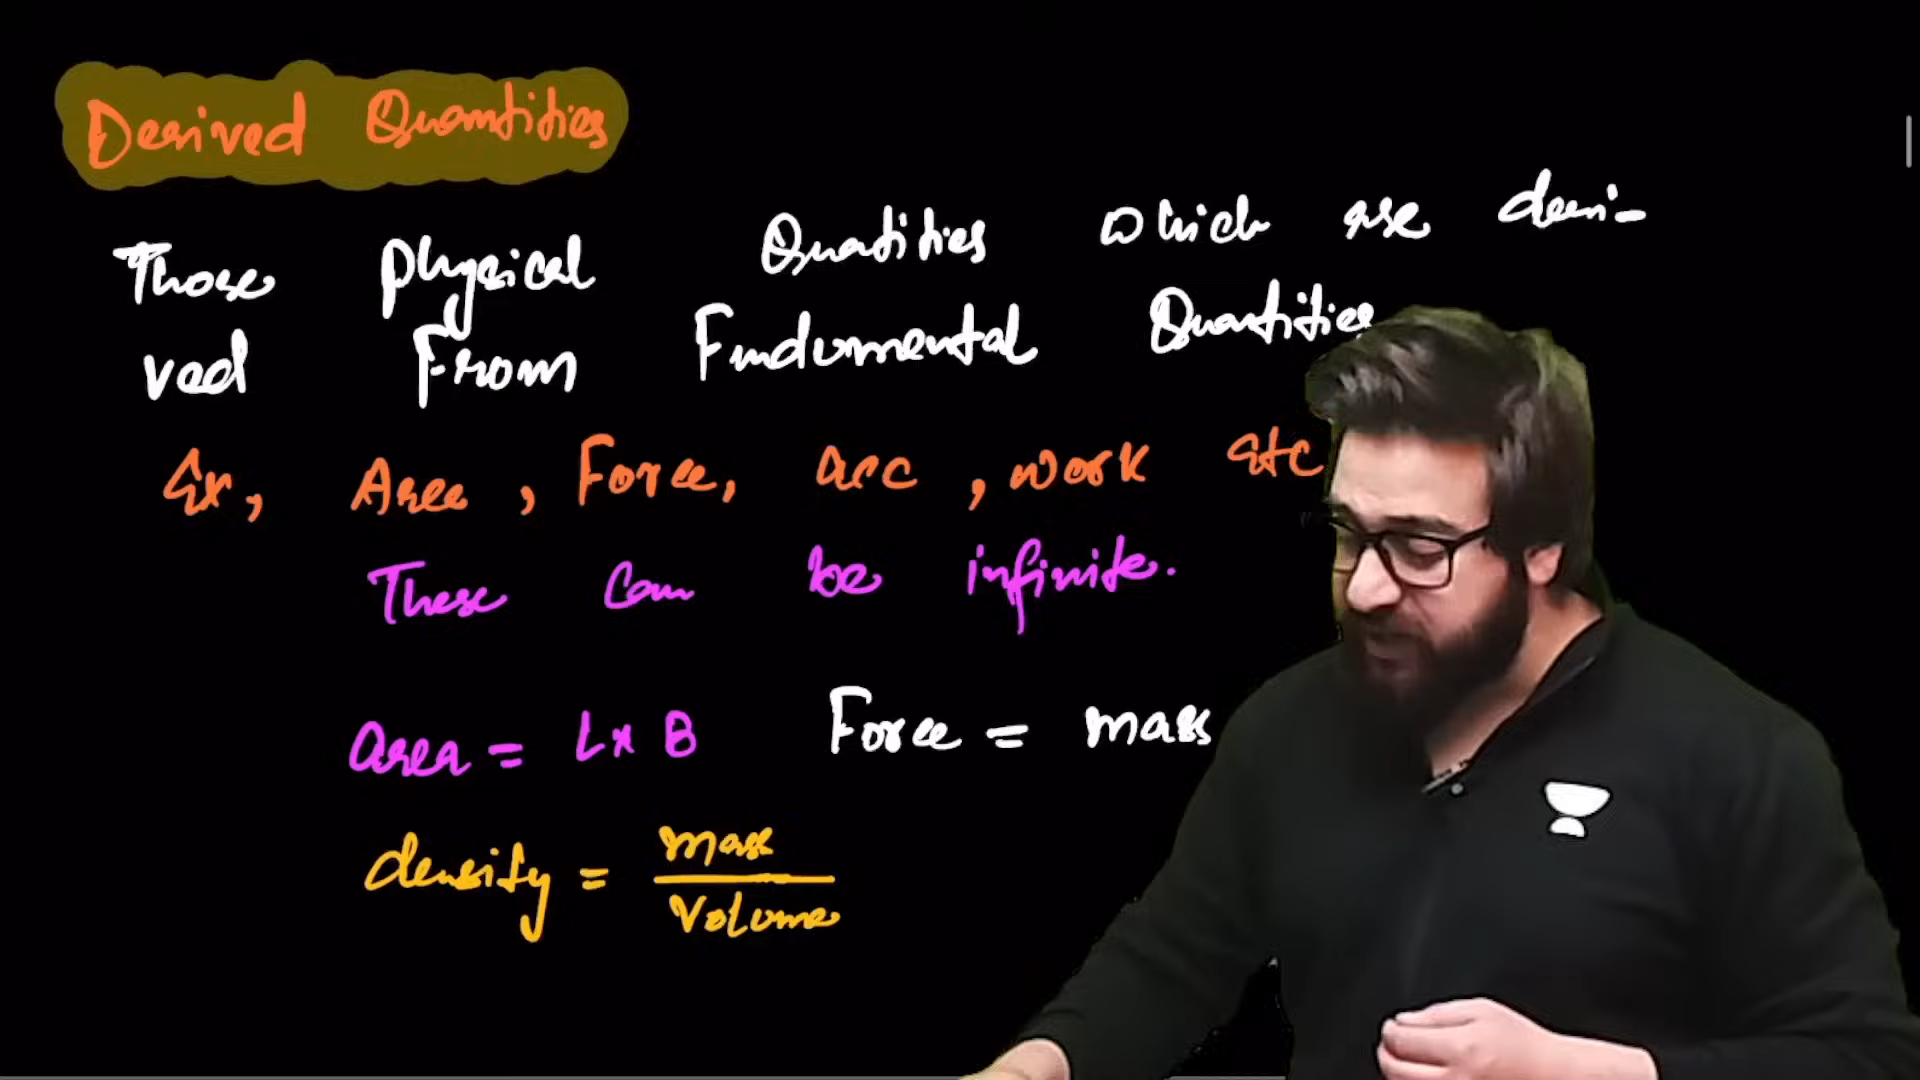 Derived Quantities
Those Physical Quantities which are deri-
ved From Fundamental Quantities
Ex, Area, Force, acc, work etc
These can be infinite.
Area = L x B Force = mass
density = mass
Volume